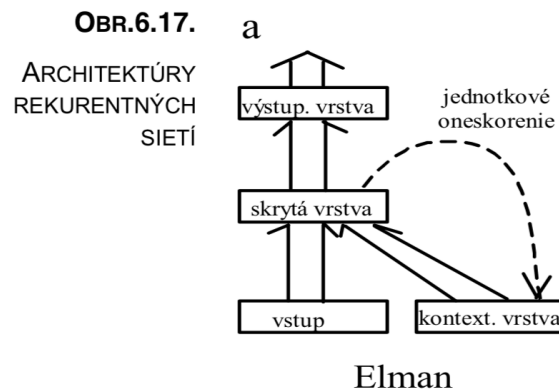 OBR.6.17.
ARCHITEKTÚRY
REKURENTNÝCH
SIETÍ
a
výstup. vrstva
jednotkové
oneskorenie
skrytá vrstva
vstup
kontext. vrstva
Elman